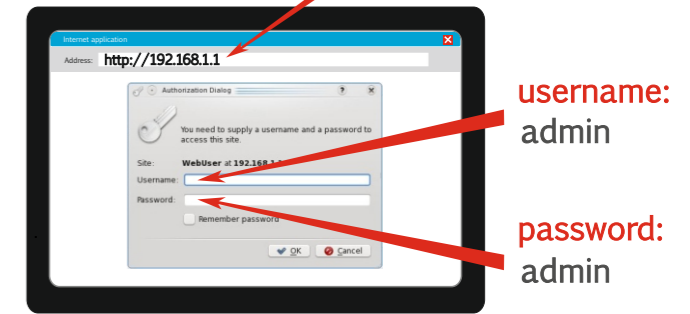 Internet application
Address: http://192.168.1.1
Authorization Dialog
You need to supply a username and a password to
access this site.
Site: WebUser at 192.168.1
Username:
Password:
Remember password
OK Cancel
username:
admin
password:
admin